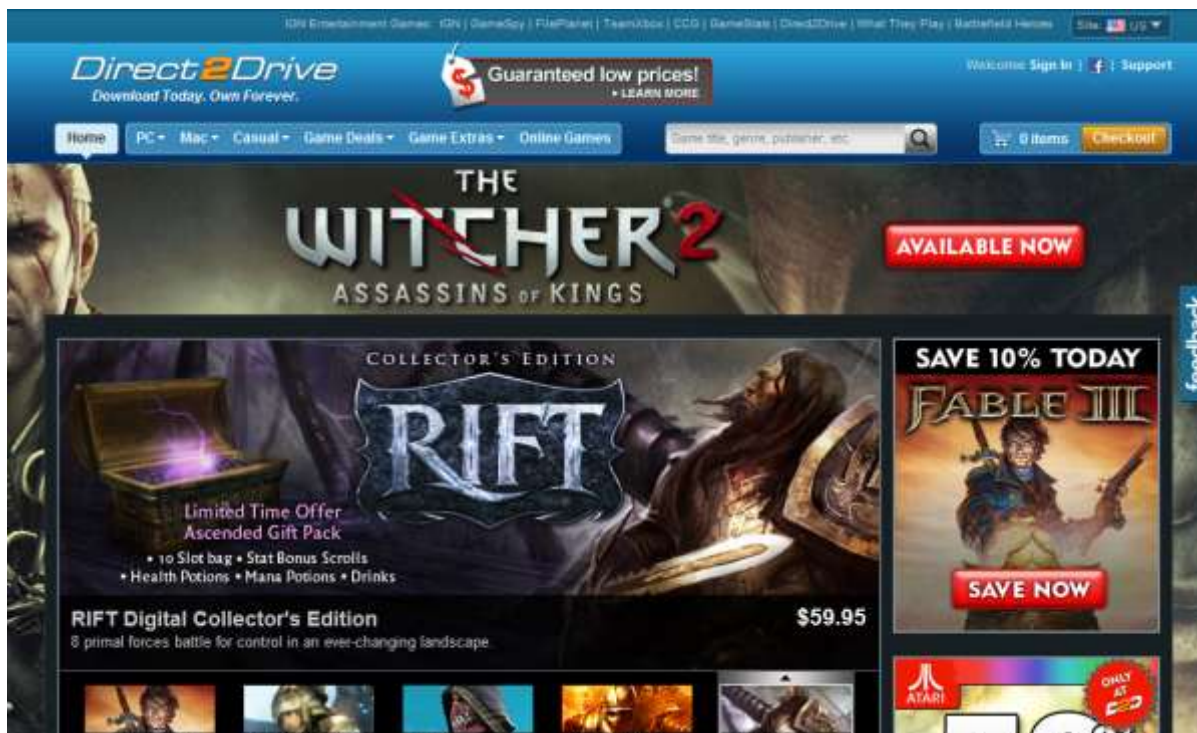 IGN Entertainment Games: IGN | GameSpy | FilePlanet | TeamXbox | CCG | GameStats | Direct2Drive | What They Play | Battlefield Heroes
Site: US
Direct2Drive
Download Today. Own Forever.
Guaranteed low prices!
LEARN MORE
Welcome Sign In | f | Support
Home PC Mac Casual Game Deals Game Extras Online Games
Game title, genre, publisher, etc.
0 items Checkout
THE
WITCHER 2
ASSASSINS OF KINGS
AVAILABLE NOW
feedback
COLLECTOR'S EDITION
RIFT
Limited Time Offer
Ascended Gift Pack
• 10 Slot bag • Stat Bonus Scrolls
• Health Potions • Mana Potions • Drinks
RIFT Digital Collector's Edition
$59.95
8 primal forces battle for control in an ever-changing landscape.
SAVE 10% TODAY
FABLE III
SAVE NOW
ATARI
ONLY
AT
D2D